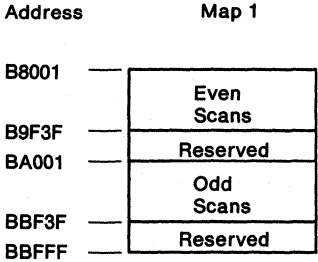 Address Map 1
B8001
Even
Scans
B9F3F
Reserved
BA001
Odd
Scans
BBF3F
Reserved
BBFFF